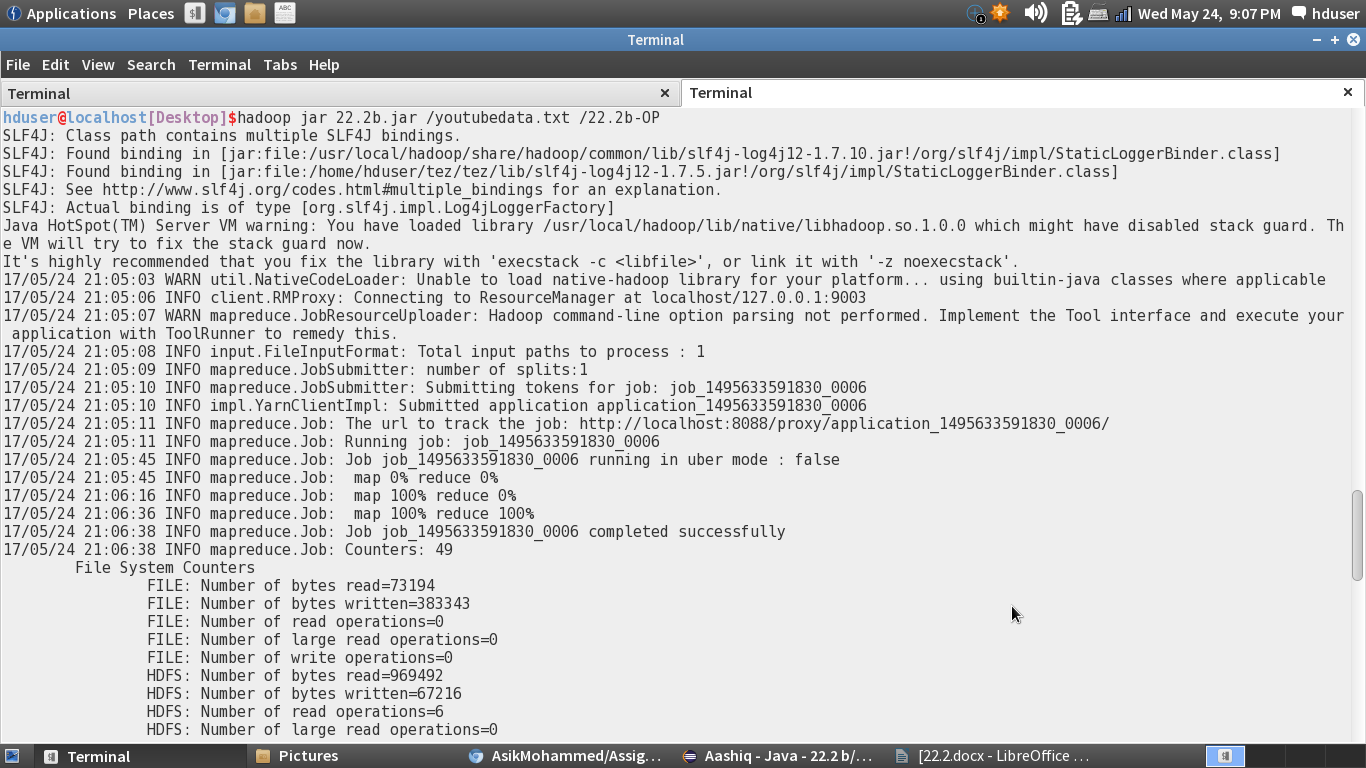 Applications Places Wed May 24, 9:07 PM hduser
Terminal
File Edit View Search Terminal Tabs Help
Terminal Terminal
hduser@localhost[Desktop]$hadoop jar 22.2b.jar /youtubedata.txt /22.2b-OP
SLF4J: Class path contains multiple SLF4J bindings.
SLF4J: Found binding in [jar:file:/usr/local/hadoop/share/hadoop/common/lib/slf4j-log4j12-1.7.10.jar!/org/slf4j/impl/StaticLoggerBinder.class]
SLF4J: Found binding in [jar:file:/home/hduser/tez/tez/lib/slf4j-log4j12-1.7.5.jar!/org/slf4j/impl/StaticLoggerBinder.class]
SLF4J: See http://www.slf4j.org/codes.html#multiple_bindings for an explanation.
SLF4J: Actual binding is of type [org.slf4j.impl.Log4jLoggerFactory]
Java HotSpot(TM) Server VM warning: You have loaded library /usr/local/hadoop/lib/native/libhadoop.so.1.0.0 which might have disabled stack guard. Th
e VM will try to fix the stack guard now.
It's highly recommended that you fix the library with 'execstack -c <libfile>', or link it with '-z noexecstack'.
17/05/24 21:05:03 WARN util.NativeCodeLoader: Unable to load native-hadoop library for your platform... using builtin-java classes where applicable
17/05/24 21:05:06 INFO client.RMProxy: Connecting to ResourceManager at localhost/127.0.0.1:9003
17/05/24 21:05:07 WARN mapreduce.JobResourceUploader: Hadoop command-line option parsing not performed. Implement the Tool interface and execute your
application with ToolRunner to remedy this.
17/05/24 21:05:08 INFO input.FileInputFormat: Total input paths to process : 1
17/05/24 21:05:09 INFO mapreduce.JobSubmitter: number of splits:1
17/05/24 21:05:10 INFO mapreduce.JobSubmitter: Submitting tokens for job: job_1495633591830_0006
17/05/24 21:05:10 INFO impl.YarnClientImpl: Submitted application application_1495633591830_0006
17/05/24 21:05:11 INFO mapreduce.Job: The url to track the job: http://localhost:8088/proxy/application_1495633591830_0006/
17/05/24 21:05:11 INFO mapreduce.Job: Running job: job_1495633591830_0006
17/05/24 21:05:45 INFO mapreduce.Job: Job job_1495633591830_0006 running in uber mode : false
17/05/24 21:05:45 INFO mapreduce.Job:  map 0% reduce 0%
17/05/24 21:06:16 INFO mapreduce.Job:  map 100% reduce 0%
17/05/24 21:06:36 INFO mapreduce.Job:  map 100% reduce 100%
17/05/24 21:06:38 INFO mapreduce.Job: Job job_1495633591830_0006 completed successfully
17/05/24 21:06:38 INFO mapreduce.Job: Counters: 49
File System Counters
FILE: Number of bytes read=73194
FILE: Number of bytes written=383343
FILE: Number of read operations=0
FILE: Number of large read operations=0
FILE: Number of write operations=0
HDFS: Number of bytes read=969492
HDFS: Number of bytes written=67216
HDFS: Number of read operations=6
HDFS: Number of large read operations=0
Terminal Pictures AsikMohammed/Assig... Aashiq - Java - 22.2 b/... [22.2.docx - LibreOffice ...